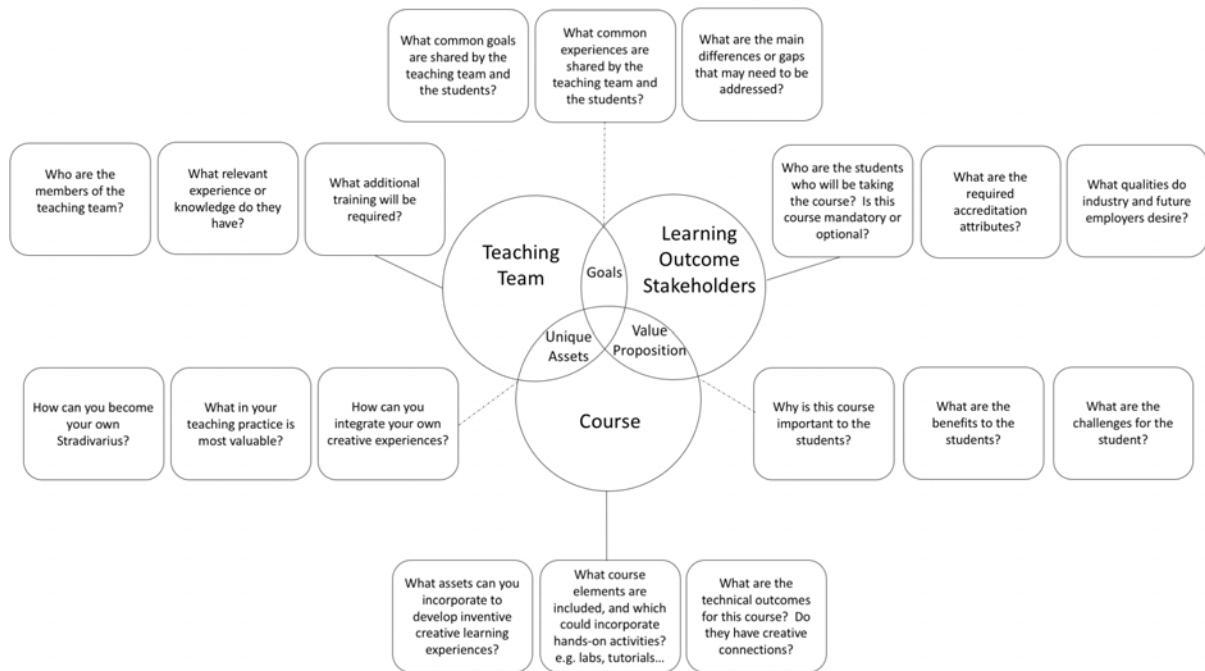 What common goals
are shared by the
teaching team and
the students?
What common
experiences are
shared by the
teaching team and
the students?
What are the main
differences or gaps
that may need to be
addressed?
Who are the
members of the
teaching team?
What relevant
experience or
knowledge do they
have?
What additional
training will be
required?
Who are the students
who will be taking
the course?  Is this
course mandatory or
optional?
What are the
required
accreditation
attributes?
What qualities do
industry and future
employers desire?
Teaching
Team
Goals
Learning
Outcome
Stakeholders
Unique
Assets
Value
Proposition
Course
How can you become
your own
Stradivarius?
What in your
teaching practice is
most valuable?
How can you
integrate your own
creative experiences?
Why is this course
important to the
students?
What are the
benefits to the
students?
What are the
challenges for the
student?
What assets can you
incorporate to
develop inventive
creative learning
experiences?
What course
elements are
included, and which
could incorporate
hands-on activities?
e.g. labs, tutorials...
What are the
technical outcomes
for this course?  Do
they have creative
connections?